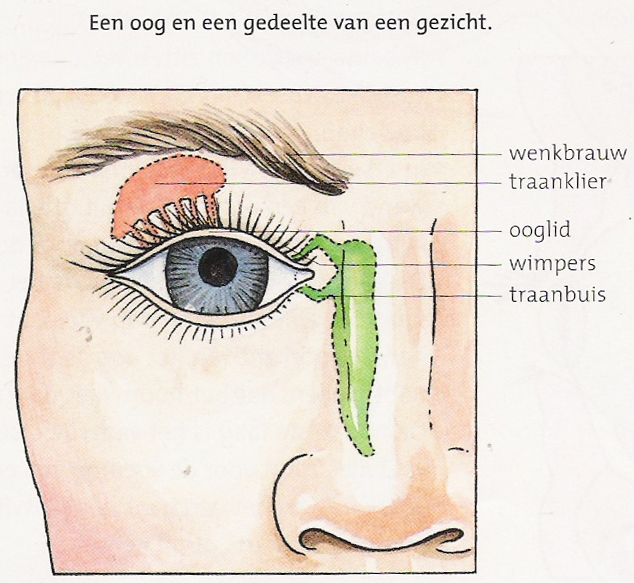 Een oog en een gedeelte van een gezicht.
wenkbrauw
traanklier
ooglid
wimpers
traanbuis